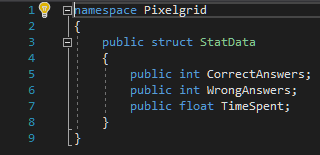 1 namespace Pixelgrid
2 {
3 public struct StatData
4 {
5 public int CorrectAnswers;
6 public int WrongAnswers;
7 public float TimeSpent;
8 }
9 }